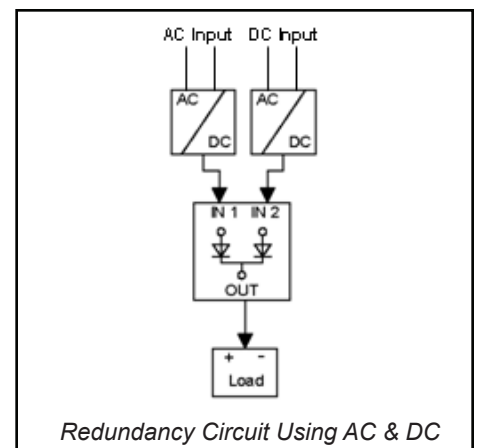 AC Input DC Input
AC AC
DC DC
IN 1 IN 2
OUT
+ -
Load
Redundancy Circuit Using AC & DC